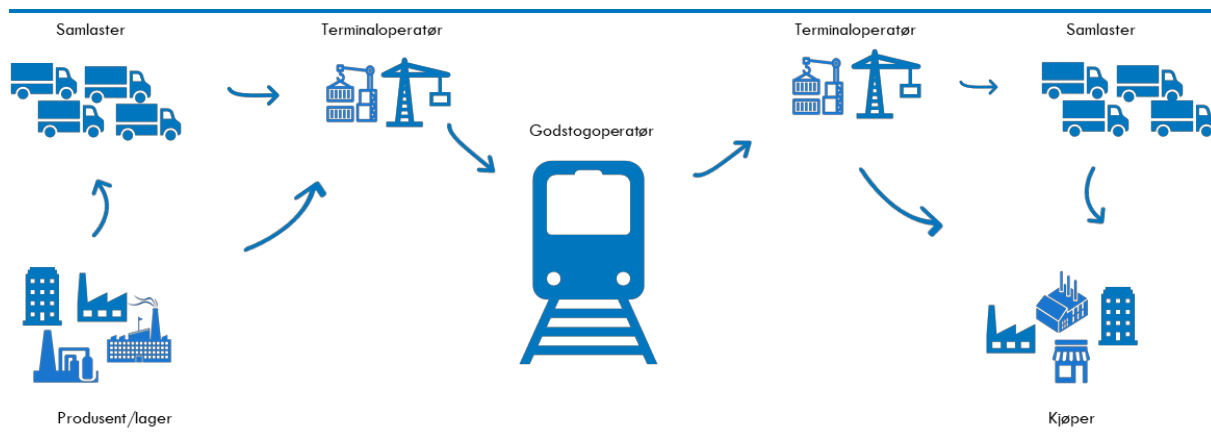 Samlaster
Terminaloperatør
Terminaloperatør
Samlaster
Godstogoperatør
Produsent/lager
Kjøper